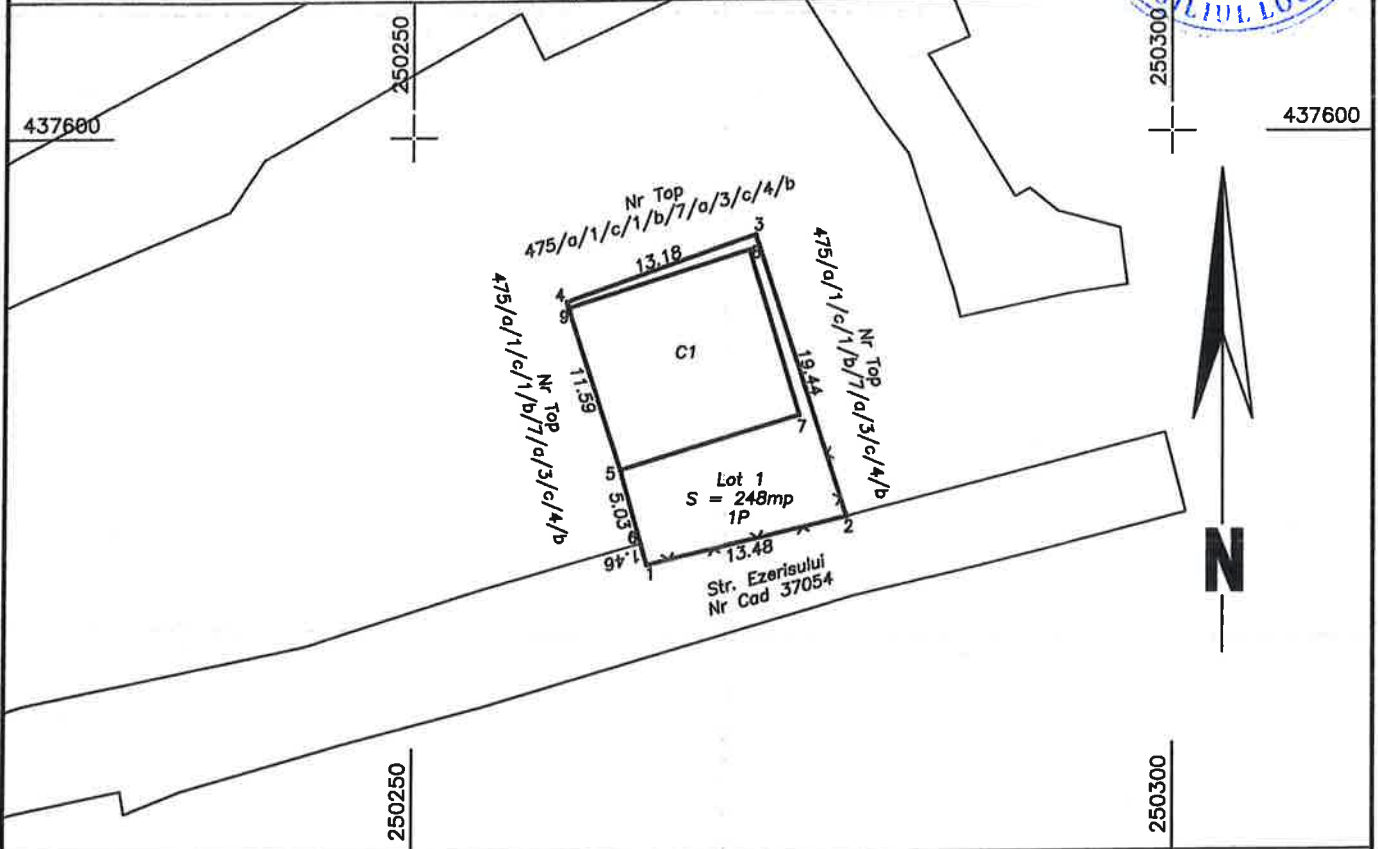 250250
250300
437600
437600
Nr Top
475/a/1/c/1/b/7/a/3/c/4/b
3
13.18
8
4
9
Nr Top
475/a/1/c/1/b/7/a/3/c/4/b
C1
11.59
19.44
Nr Top
475/a/1/c/1/b/7/a/3/c/4/b
7
5
Lot 1
S = 248mp
1P
5.03
2
6
1.46
1
13.48
Str. Ezerisului
Nr Cad 37054
N
250250
250300